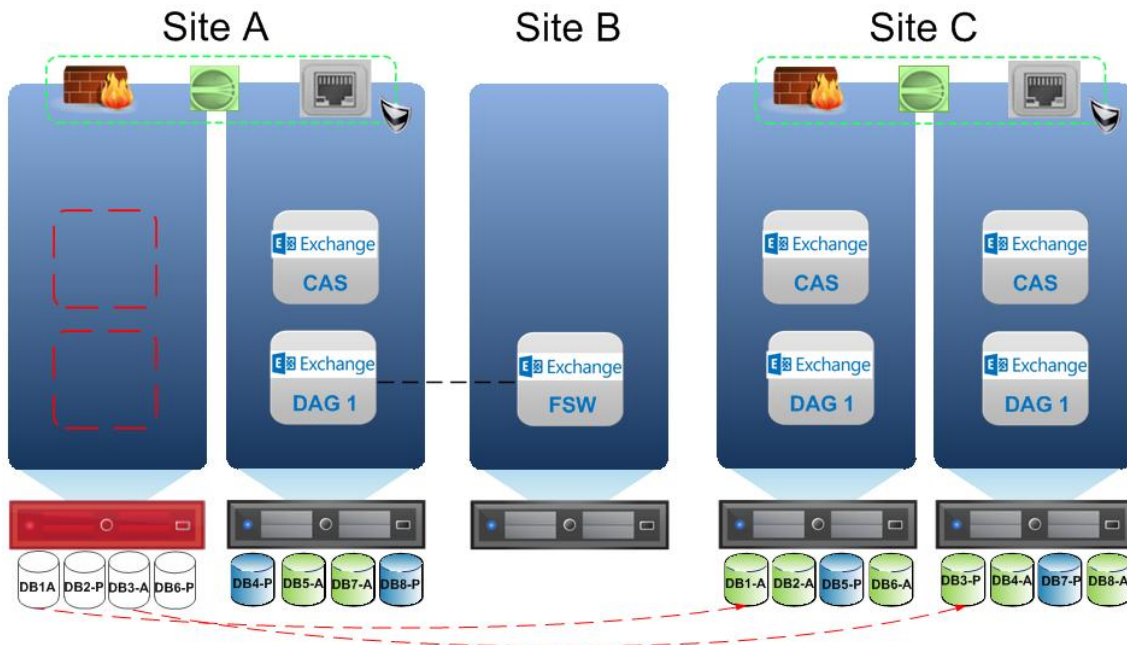 Site A
Site B
Site C
E Exchange
CAS
E Exchange
CAS
E Exchange
CAS
E Exchange
DAG 1
E Exchange
FSW
E Exchange
DAG 1
E Exchange
DAG 1
DB1A DB2-P DB3-A DB6-P
DB4-P DB5-A DB7-A DB8-P
DB1-A DB2-A DB5-P DB6-A
DB3-P DB4-A DB7-P DB8-A